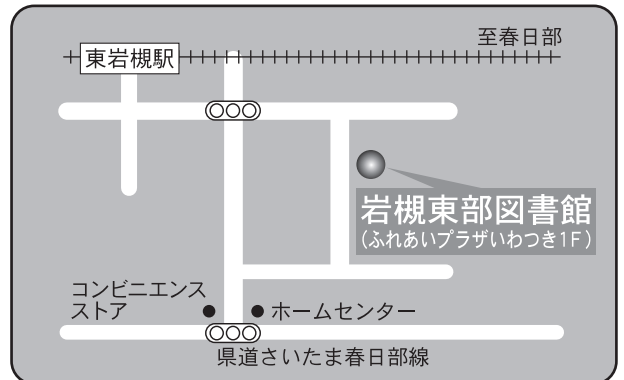 至春日部
東岩槻駅
岩槻東部図書館
(ふれあいプラザいわつき1F)
コンビニエンス
ストア
ホームセンター
県道さいたま春日部線